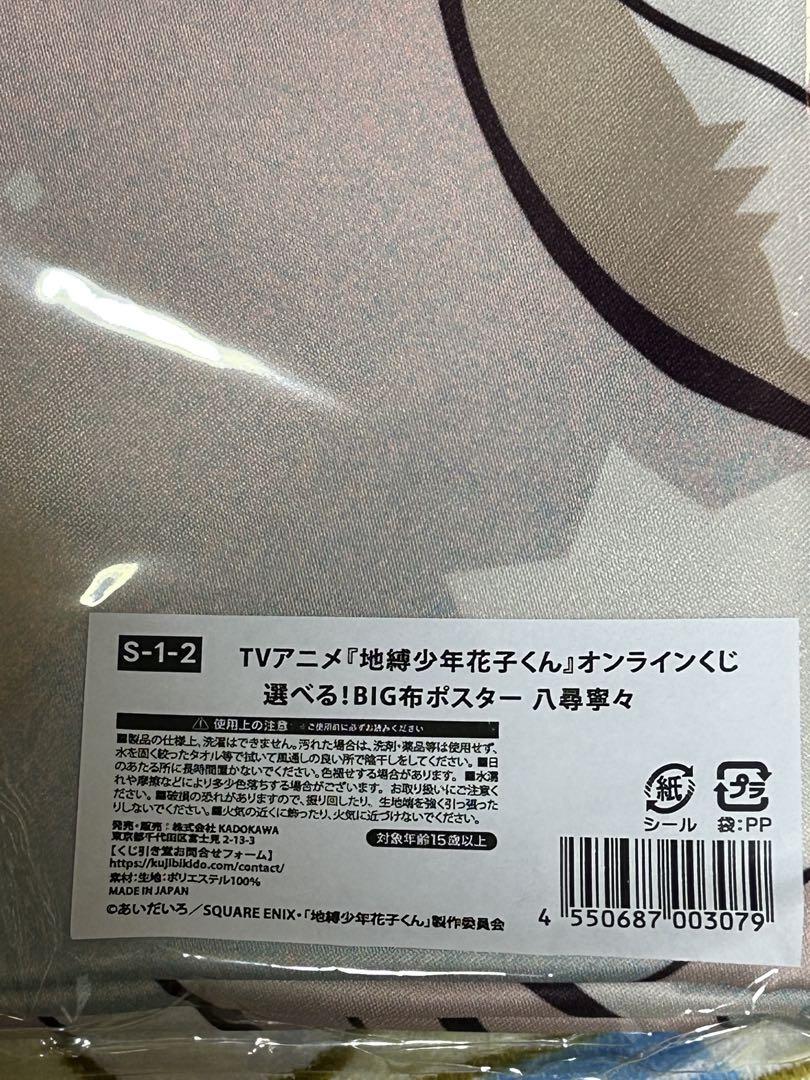 S-1-2
TVアニメ『地縛少年花子くん』オンラインくじ
選べる!BIG布ポスター 八尋寧々
⚠ 使用上の注意 ※ご使用前に必ずお読みください
■製品の仕様上、洗濯はできません。汚れた場合は、洗剤・薬品等は使用せず、
水を固く絞ったタオル等で拭いて風通しの良い所で陰干しをしてください。■日
のあたる所に長時間置かないでください。色褪せする場合があります。■水濡
れや摩擦などにより多少色落ちする場合がございます。お取り扱いにご注意く
ださい。■破損の恐れがありますので、振り回したり、生地端を強く引っ張った
りしないでください。■火気の近くに飾ったり、火気に近づけないでください。
発売・販売:株式会社 KADOKAWA
東京都千代田区富士見 2-13-3
【くじ引き堂お問合せフォーム】
https://kujibikido.com/contact/
素材:生地:ポリエステル100%
MADE IN JAPAN
対象年齢15歳以上
©あいだいろ/SQUARE ENIX・「地縛少年花子くん」製作委員会
紙
シール
プラ
袋:PP
4 550687 003079